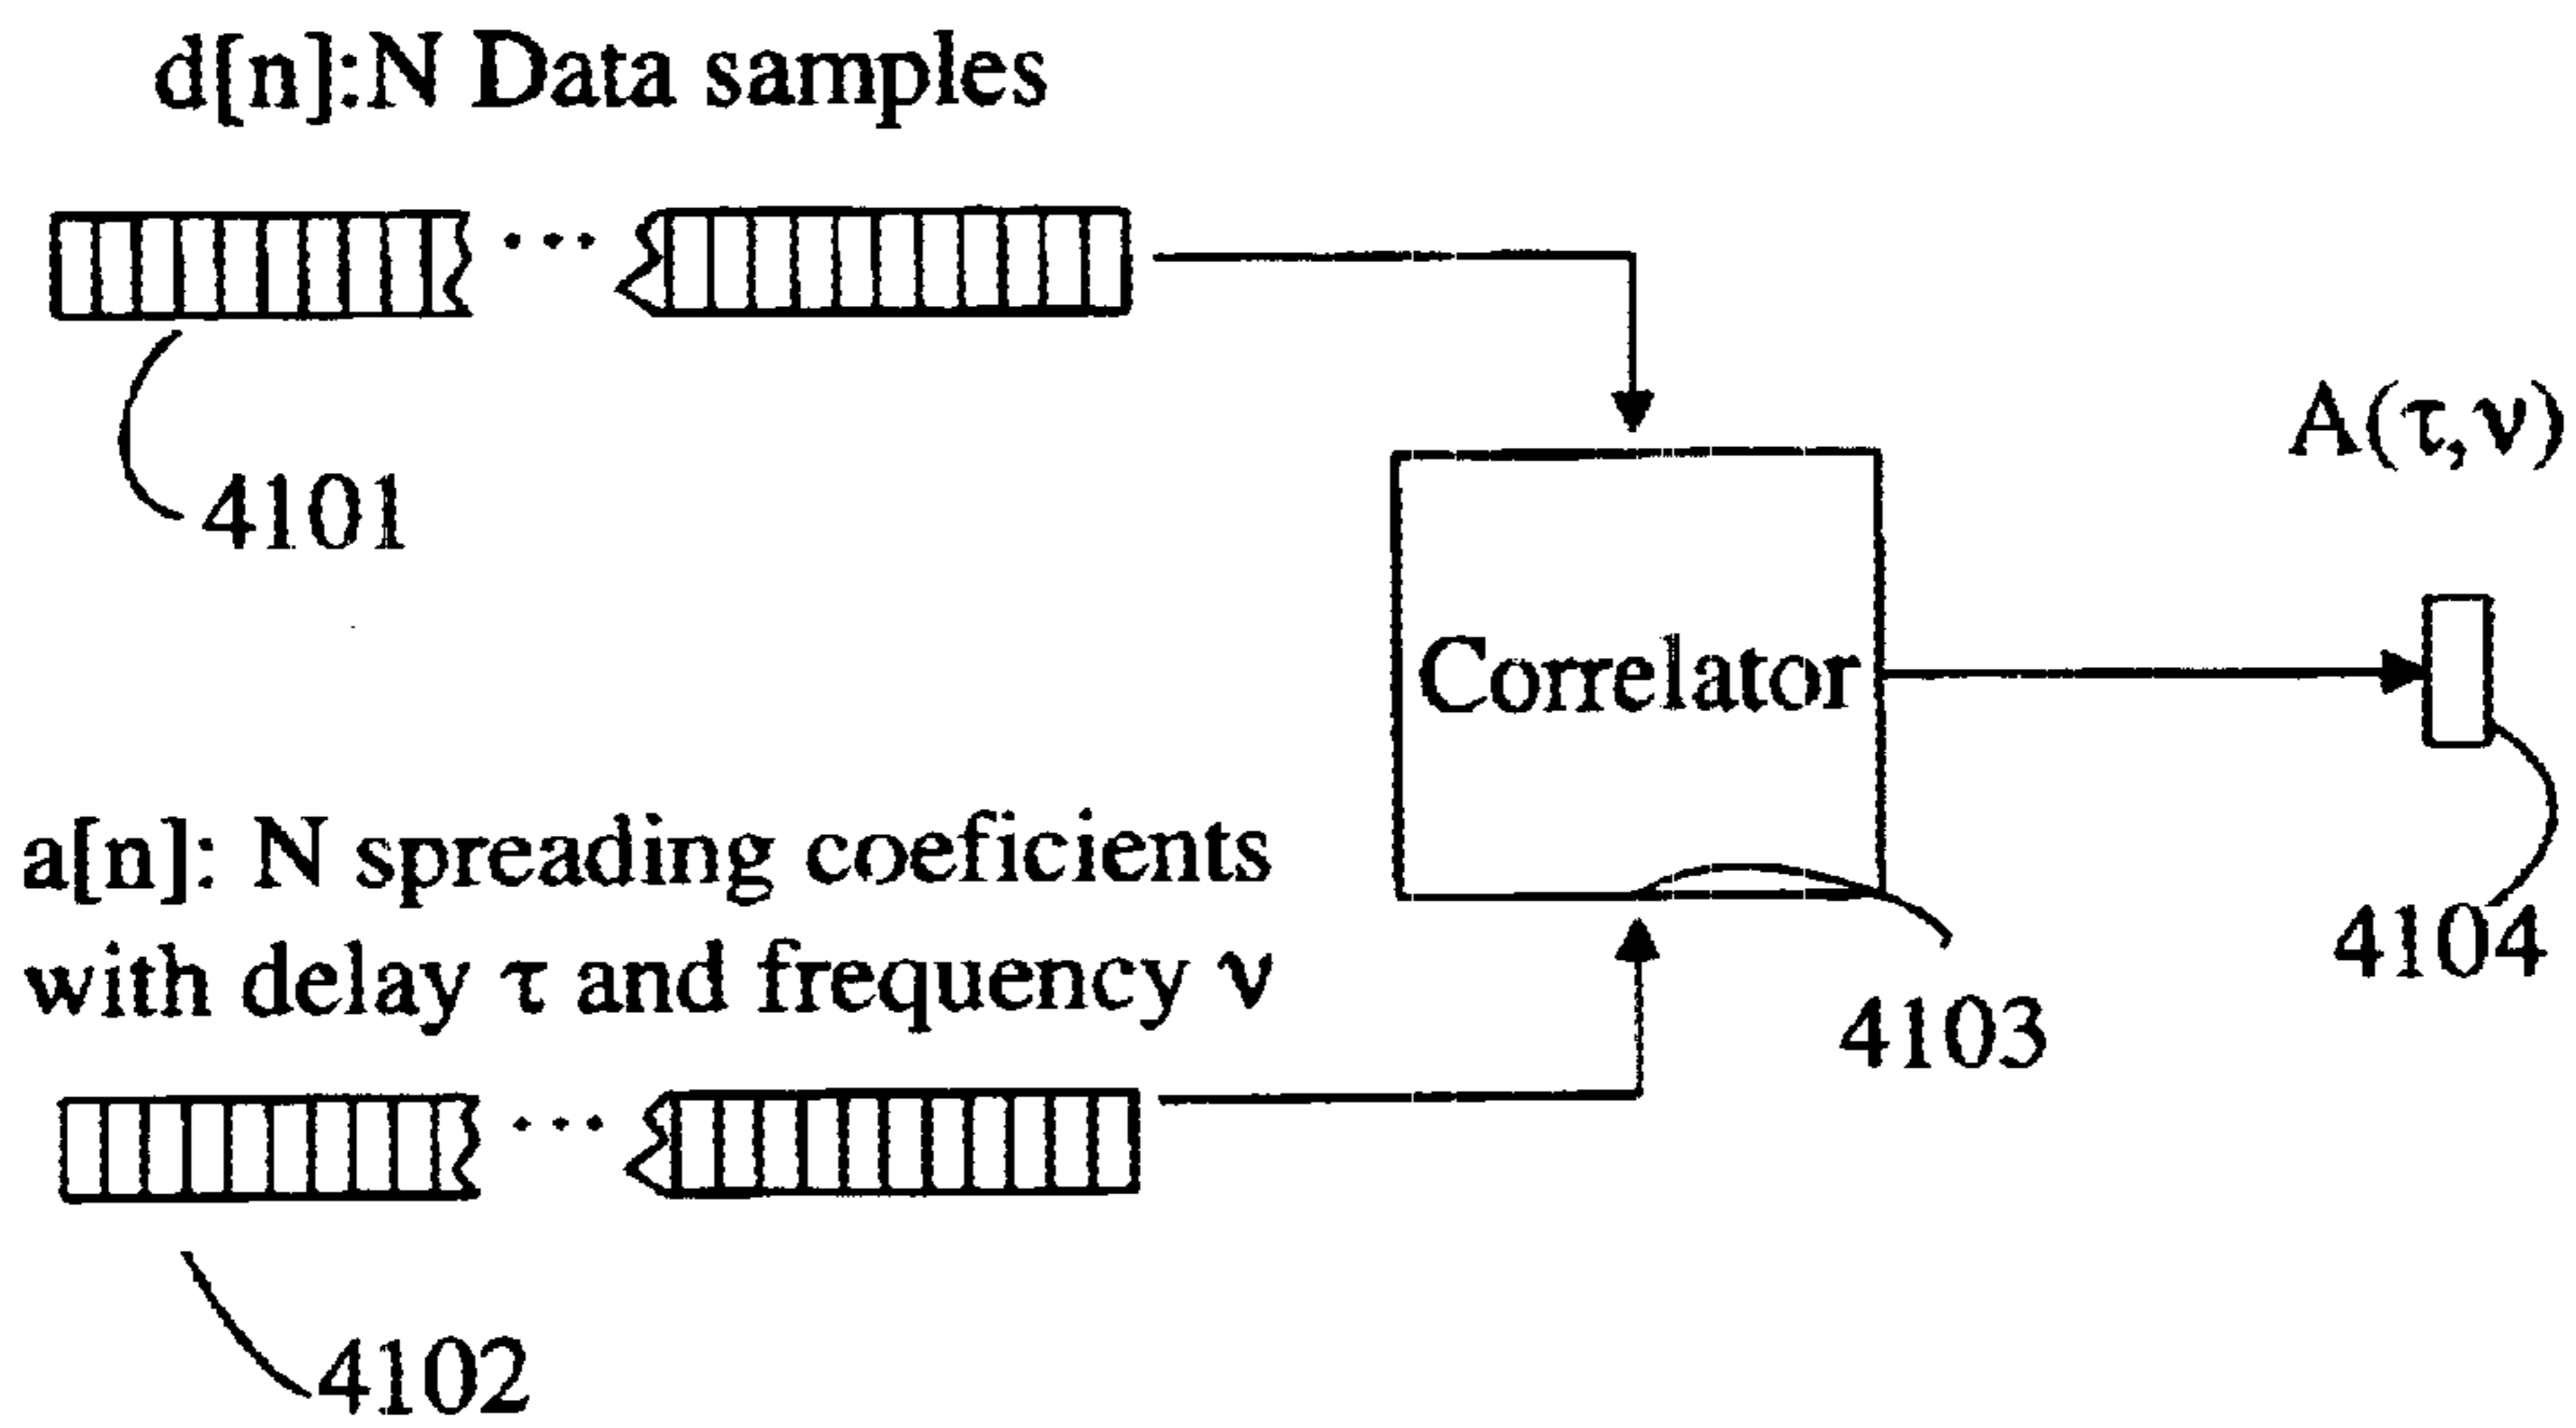 d[n]:N Data samples
4101
A(τ,ν)
Correlator
a[n]: N spreading coeficients
with delay τ and frequency ν
4103
4104
4102